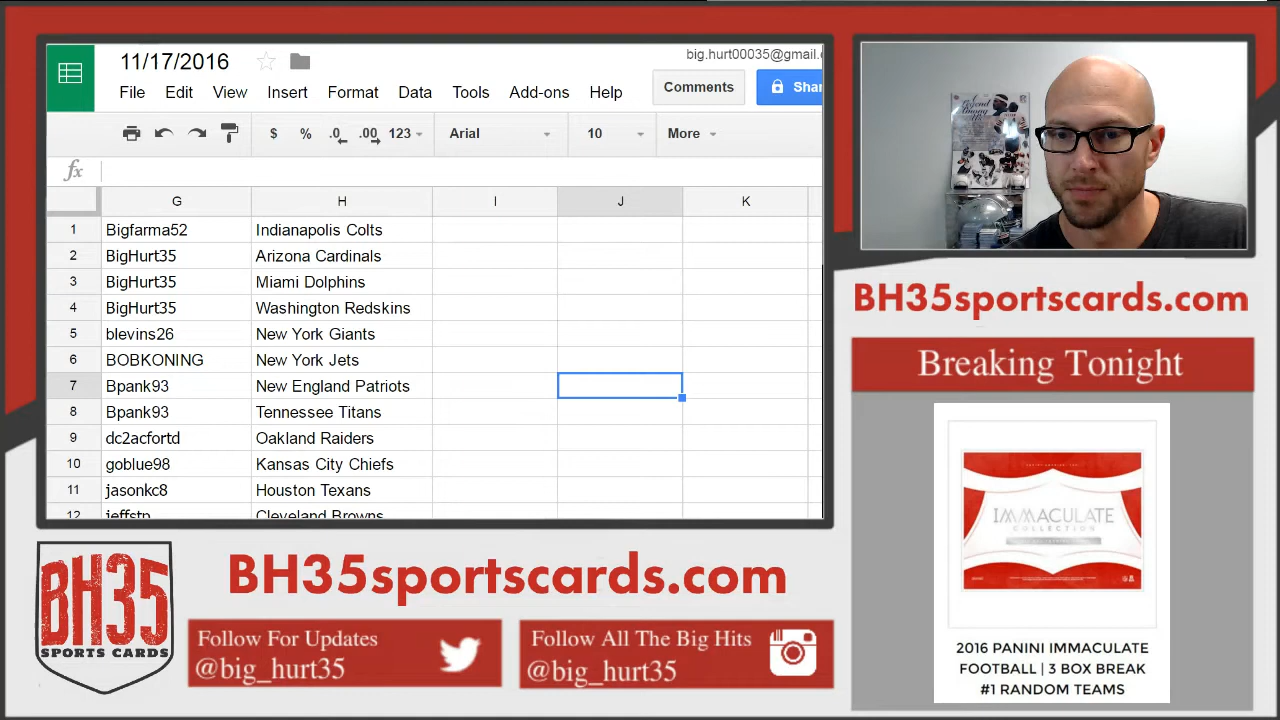 11/17/2016
big.hurt00035@gmail.c
File Edit View Insert Format Data Tools Add-ons Help
Comments
Shar
$ % .0 .00 123 Arial 10 More
fx
G H I J K
1 Bigfarma52 Indianapolis Colts
2 BigHurt35 Arizona Cardinals
3 BigHurt35 Miami Dolphins
4 BigHurt35 Washington Redskins
5 blevins26 New York Giants
6 BOBKONING New York Jets
7 Bpank93 New England Patriots
8 Bpank93 Tennessee Titans
9 dc2acfortd Oakland Raiders
10 goblue98 Kansas City Chiefs
11 jasonkc8 Houston Texans
12 jeffstp Cleveland Browns
BH35sportscards.com
Breaking Tonight
IMMACULATE
COLLECTION
2016 PANINI IMMACULATE
FOOTBALL | 3 BOX BREAK
#1 RANDOM TEAMS
BH35
SPORTS CARDS
BH35sportscards.com
Follow For Updates
@big_hurt35
Follow All The Big Hits
@big_hurt35